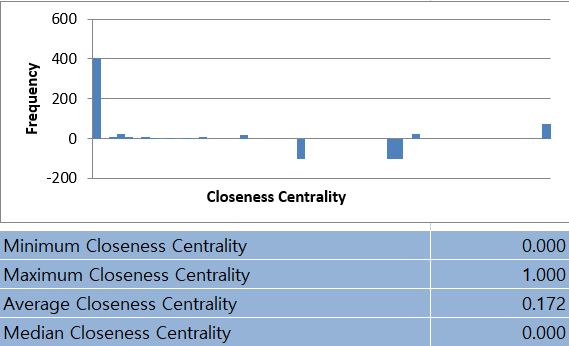 600
400
200
0
-200
Frequency
Closeness Centrality
Minimum Closeness Centrality 0.000
Maximum Closeness Centrality 1.000
Average Closeness Centrality 0.172
Median Closeness Centrality 0.000